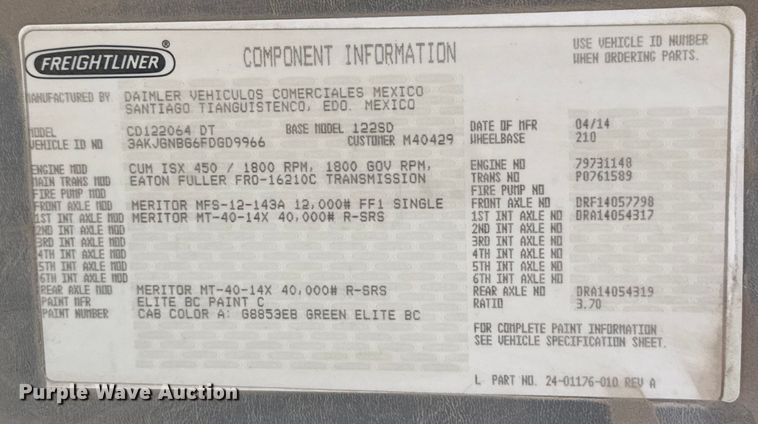 FREIGHTLINER ®
COMPONENT INFORMATION
USE VEHICLE ID NUMBER
WHEN ORDERING PARTS.
MANUFACTURED BY DAIMLER VEHICULOS COMERCIALES MEXICO
SANTIAGO TIANGUISTENCO, EDO. MEXICO
MODEL CD122064 DT BASE MODEL 122SD DATE OF MFR 04/14
VEHICLE ID NO 3AKJGNBG6FDGD9966 CUSTOMER M40429 WHEELBASE 210
ENGINE MOD CUM ISX 450 / 1800 RPM, 1800 GOV RPM, ENGINE NO 79731148
MAIN TRANS MOD EATON FULLER FRO-16210C TRANSMISSION TRANS NO P0761589
FIRE PUMP MOD FIRE PUMP NO
FRONT AXLE MOD MERITOR MFS-12-143A 12,000# FF1 SINGLE FRONT AXLE NO DRF14057798
1ST INT AXLE MOD MERITOR MT-40-14X 40,000# R-SRS 1ST INT AXLE NO DRA14054317
2ND INT AXLE MOD 2ND INT AXLE NO
3RD INT AXLE MOD 3RD INT AXLE NO
4TH INT AXLE MOD 4TH INT AXLE NO
5TH INT AXLE MOD 5TH INT AXLE NO
6TH INT AXLE MOD 6TH INT AXLE NO
REAR AXLE MOD MERITOR MT-40-14X 40,000# R-SRS REAR AXLE NO DRA14054319
PAINT MFR ELITE BC PAINT C RATIO 3.70
PAINT NUMBER CAB COLOR A: G8853EB GREEN ELITE BC
FOR COMPLETE PAINT INFORMATION
SEE VEHICLE SPECIFICATION SHEET.
L PART NO. 24-01176-010 REV A
Purple Wave Auction